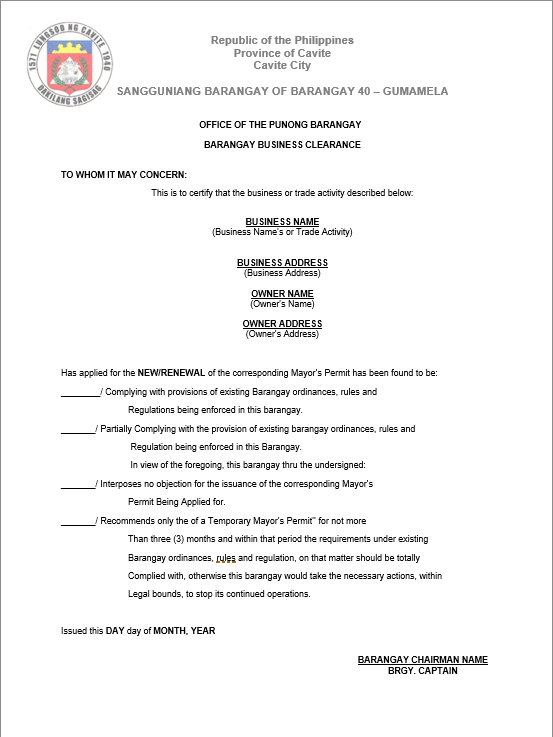 LUNGSOD NG CAVITE
1571
1940
DAKILANG SAGISAG
Republic of the Philippines
Province of Cavite
Cavite City
SANGGUNIANG BARANGAY OF BARANGAY 40 – GUMAMELA
OFFICE OF THE PUNONG BARANGAY
BARANGAY BUSINESS CLEARANCE
TO WHOM IT MAY CONCERN:
This is to certify that the business or trade activity described below:
BUSINESS NAME
(Business Name's or Trade Activity)
BUSINESS ADDRESS
(Business Address)
OWNER NAME
(Owner's Name)
OWNER ADDRESS
(Owner's Address)
Has applied for the NEW/RENEWAL of the corresponding Mayor's Permit has been found to be:
________/ Complying with provisions of existing Barangay ordinances, rules and
Regulations being enforced in this barangay.
_______/ Partially Complying with the provision of existing barangay ordinances, rules and
Regulation being enforced in this Barangay.
In view of the foregoing, this barangay thru the undersigned:
_______/ Interposes no objection for the issuance of the corresponding Mayor's
Permit Being Applied for.
_______/ Recommends only the of a Temporary Mayor's Permit" for not more
Than three (3) months and within that period the requirements under existing
Barangay ordinances, rules and regulation, on that matter should be totally
Complied with, otherwise this barangay would take the necessary actions, within
Legal bounds, to stop its continued operations.
Issued this DAY day of MONTH, YEAR
BARANGAY CHAIRMAN NAME
BRGY. CAPTAIN